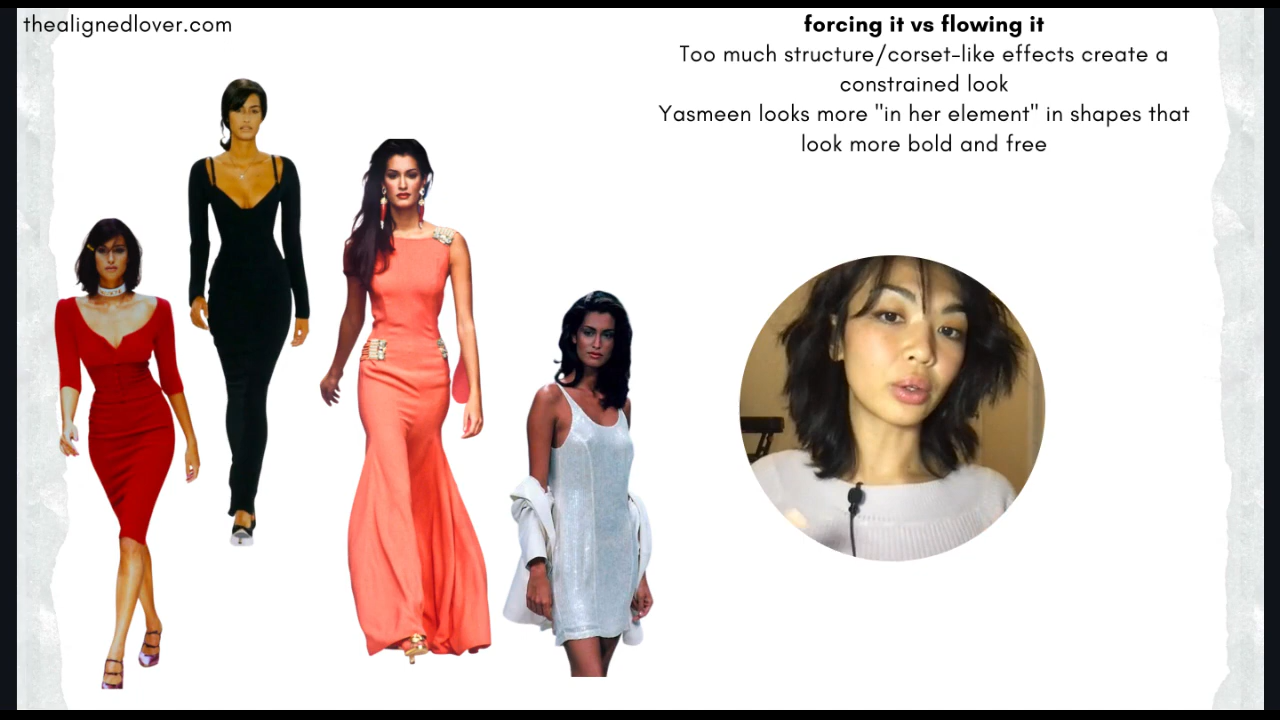 thealignedlover.com
forcing it vs flowing it
Too much structure/corset-like effects create a
constrained look
Yasmeen looks more "in her element" in shapes that
look more bold and free